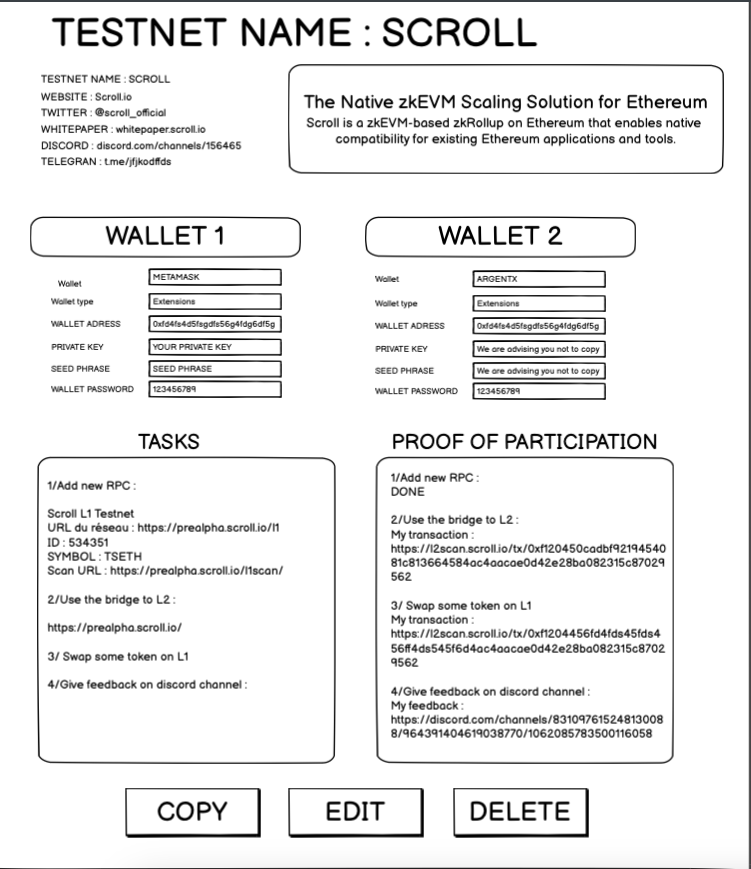 TESTNET NAME : SCROLL
TESTNET NAME : SCROLL
WEBSITE : Scroll.io
TWITTER : @scroll_official
WHITEPAPER : whitepaper.scroll.io
DISCORD : discord.com/channels/156465
TELEGRAN : t.me/jfjkodffds
The Native zkEVM Scaling Solution for Ethereum
Scroll is a zkEVM-based zkRollup on Ethereum that enables native
compatibility for existing Ethereum applications and tools.
WALLET 1
Wallet METAMASK
Wallet type Extensions
WALLET ADRESS 0xfd4fs4d5fsgdfs56g4fdg6df5g
PRIVATE KEY YOUR PRIVATE KEY
SEED PHRASE SEED PHRASE
WALLET PASSWORD 123456789
WALLET 2
Wallet ARGENTX
Wallet type Extensions
WALLET ADRESS 0xfd4fs4d5fsgdfs56g4fdg6df5g
PRIVATE KEY We are advising you not to copy
SEED PHRASE We are advising you not to copy
WALLET PASSWORD 123456789
TASKS
1/Add new RPC :
Scroll L1 Testnet
URL du réseau : https://prealpha.scroll.io/l1
ID : 534351
SYMBOL : TSETH
Scan URL : https://prealpha.scroll.io/l1scan/
2/Use the bridge to L2 :
https://prealpha.scroll.io/
3/ Swap some token on L1
4/Give feedback on discord channel :
PROOF OF PARTICIPATION
1/Add new RPC :
DONE
2/Use the bridge to L2 :
My transaction :
https://l2scan.scroll.io/tx/0xf120450cadbf92194540
81c813664584ac4aacae0d42e28ba082315c87029
562
3/ Swap some token on L1
My transaction :
https://l2scan.scroll.io/tx/0xf1204456fd4fds45fds4
56ff4ds545f6d4ac4aacae0d42e28ba082315c8702
9562
4/Give feedback on discord channel :
My feedback :
https://discord.com/channels/83109761524813008
8/964391404619038770/1062085783500116058
COPY
EDIT
DELETE